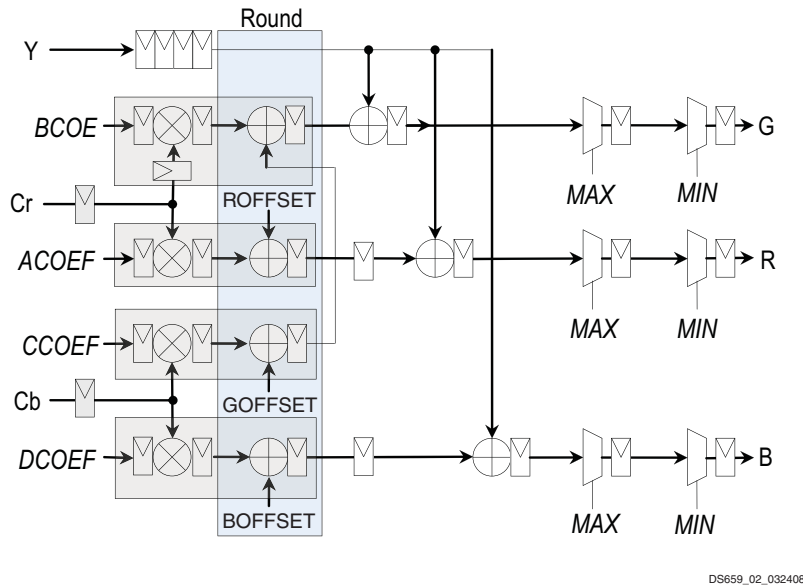 Round
Y
BCOE
G
MAX
MIN
Cr
ROFFSET
ACOEF
R
MAX
MIN
CCOEF
Cb
GOFFSET
DCOEF
B
BOFFSET
MAX
MIN
DS659_02_032408